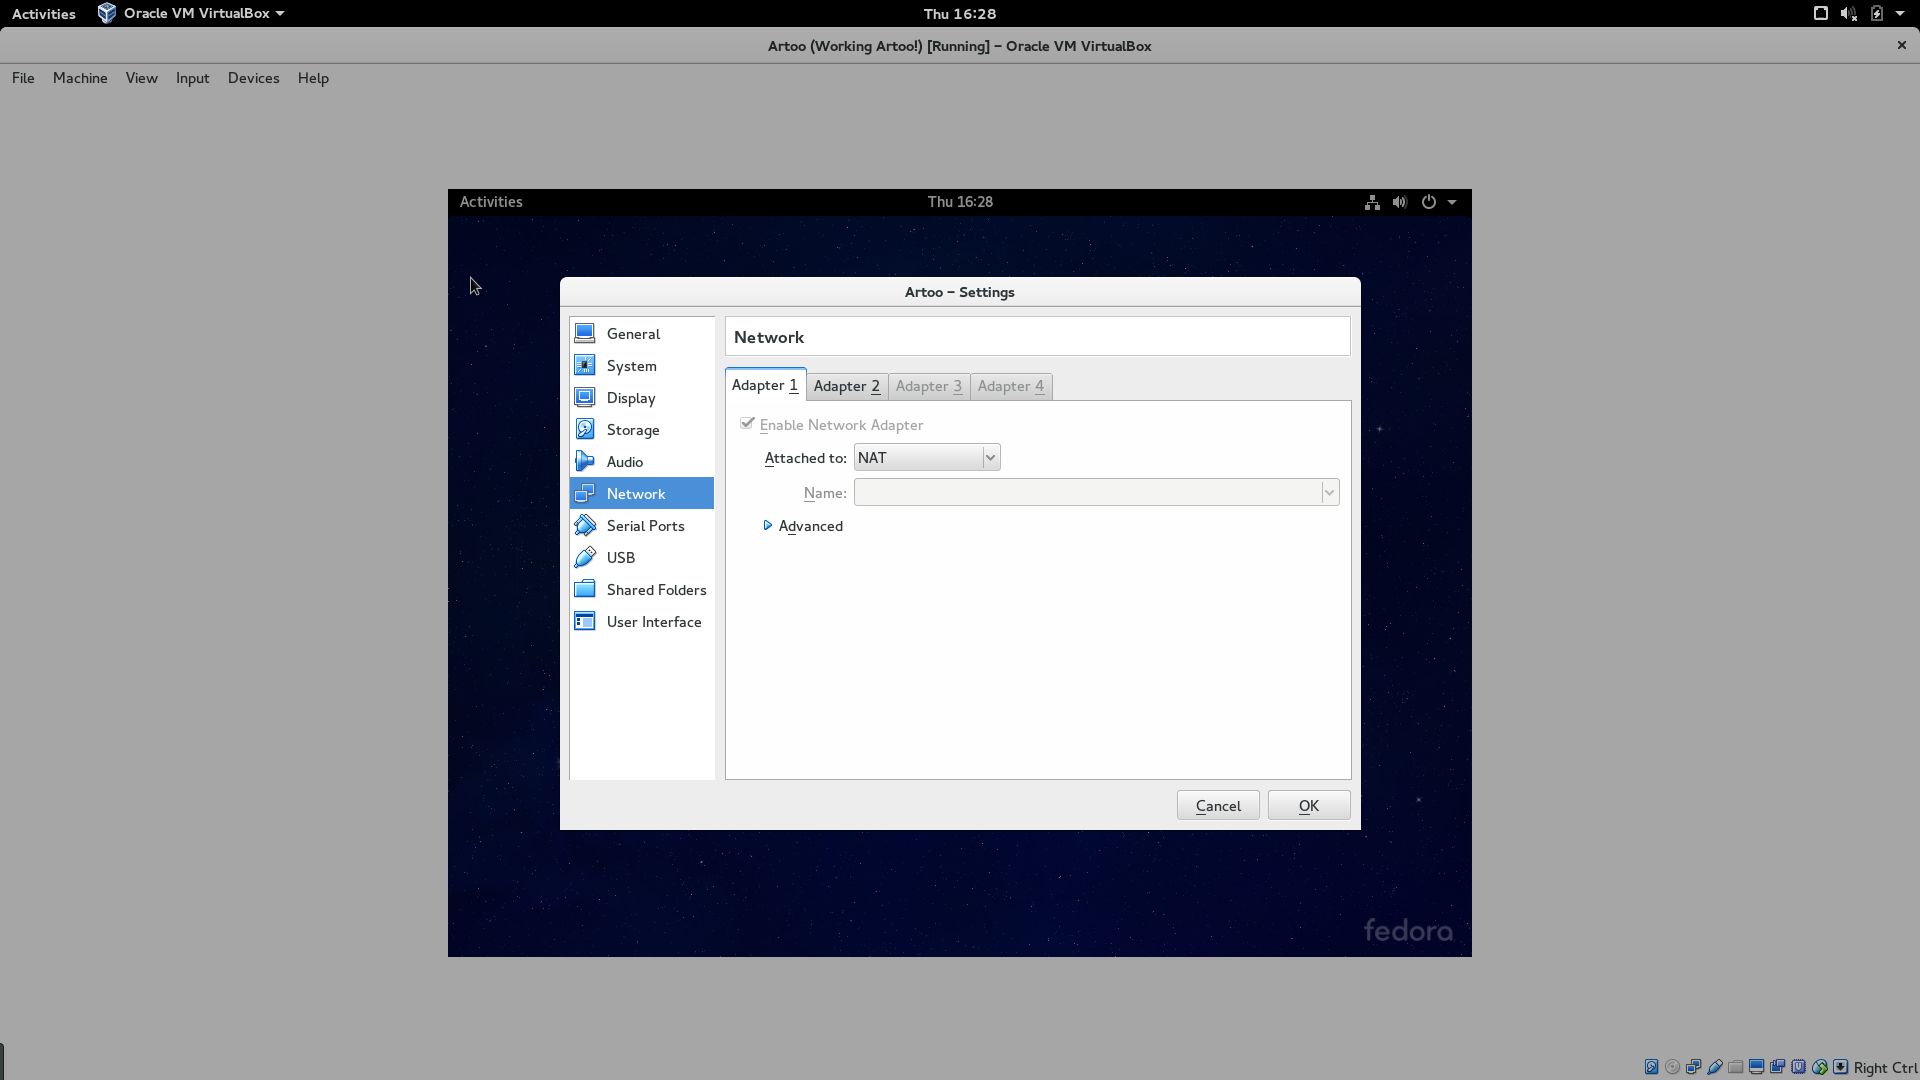 Activities Oracle VM VirtualBox Thu 16:28
Artoo (Working Artoo!) [Running] – Oracle VM VirtualBox
File Machine View Input Devices Help
Activities Thu 16:28
Artoo – Settings
General
System
Display
Storage
Audio
Network
Serial Ports
USB
Shared Folders
User Interface
Network
Adapter 1 Adapter 2 Adapter 3 Adapter 4
Enable Network Adapter
Attached to: NAT
Name:
Advanced
Cancel OK
fedora
Right Ctrl